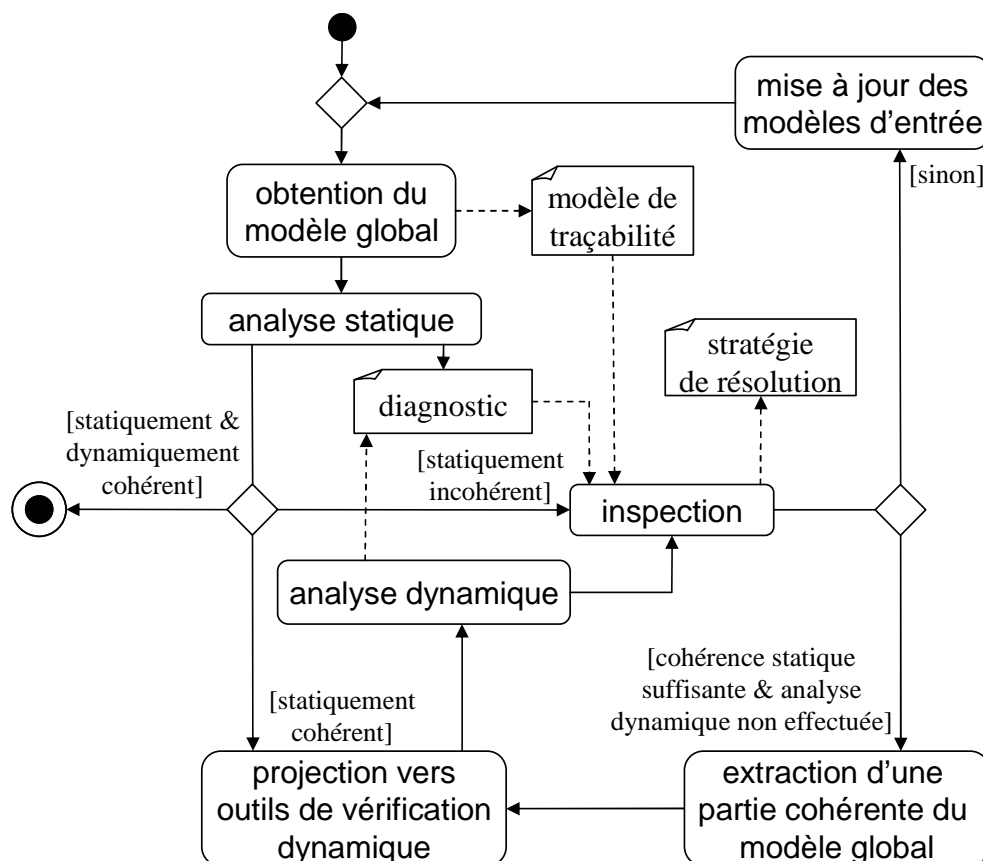 mise à jour des
modèles d'entrée
[sinon]
obtention du
modèle global
modèle de
traçabilité
analyse statique
stratégie
de résolution
diagnostic
[statiquement &
dynamiquement
cohérent]
[statiquement
incohérent]
inspection
analyse dynamique
[cohérence statique
suffisante & analyse
dynamique non effectuée]
[statiquement
cohérent]
projection vers
outils de vérification
dynamique
extraction d'une
partie cohérente du
modèle global